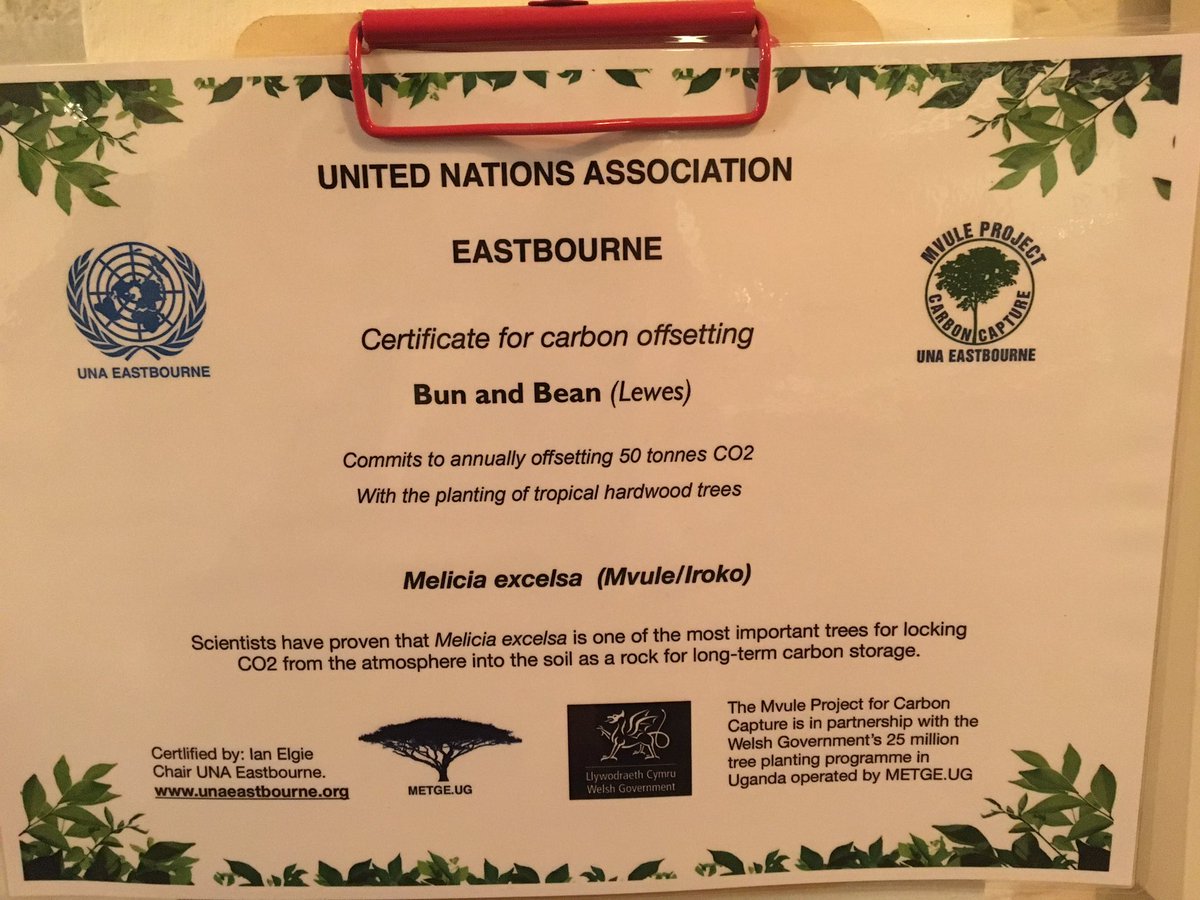 UNITED NATIONS ASSOCIATION
EASTBOURNE
UNA EASTBOURNE
MVULE PROJECT
CARBON CAPTURE
UNA EASTBOURNE
Certificate for carbon offsetting
Bun and Bean (Lewes)
Commits to annually offsetting 50 tonnes CO2
With the planting of tropical hardwood trees
Melicia excelsa (Mvule/Iroko)
Scientists have proven that Melicia excelsa is one of the most important trees for locking
CO2 from the atmosphere into the soil as a rock for long-term carbon storage.
Certlified by: Ian Elgie
Chair UNA Eastbourne.
www.unaeastbourne.org
METGE.UG
Llywodraeth Cymru
Welsh Government
The Mvule Project for Carbon
Capture is in partnership with the
Welsh Government's 25 million
tree planting programme in
Uganda operated by METGE.UG